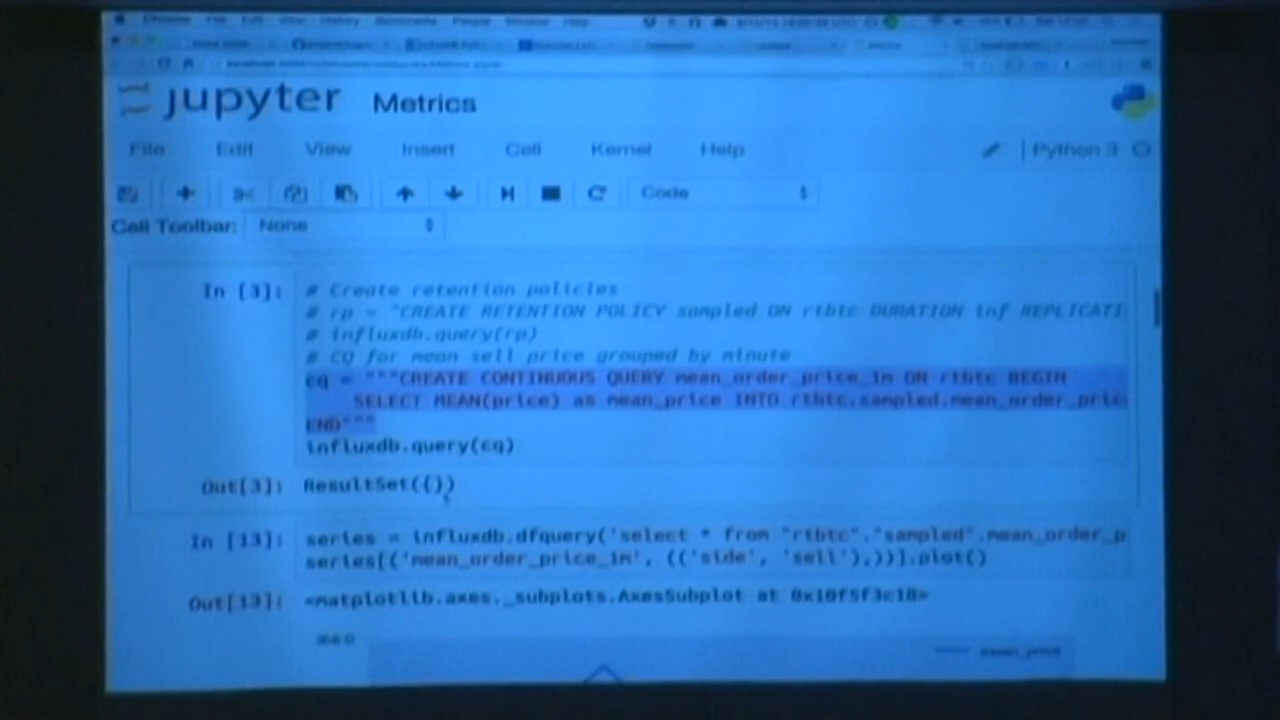 jupyter Metrics
File Edit View Insert Cell Kernel Help Python 3
Code
Cell Toolbar: None
In [3]: # Create retention policies
# rp = "CREATE RETENTION POLICY sampled ON rtbtc DURATION inf REPLICATI
# influxdb.query(rp)
# CQ for mean sell price grouped by minute
cq = """CREATE CONTINUOUS QUERY mean_order_price_1m ON rtbtc BEGIN
SELECT MEAN(price) as mean_price INTO rtbtc.sampled.mean_order_pric
END"""
influxdb.query(cq)
Out[3]: ResultSet({})
In [13]: series = influxdb.dfquery('select * from "rtbtc"."sampled".mean_order_p
series[('mean_order_price_1m', (('side', 'sell'),))].plot()
Out[13]: <matplotlib.axes._subplots.AxesSubplot at 0x10f5f3c18>
mean_price